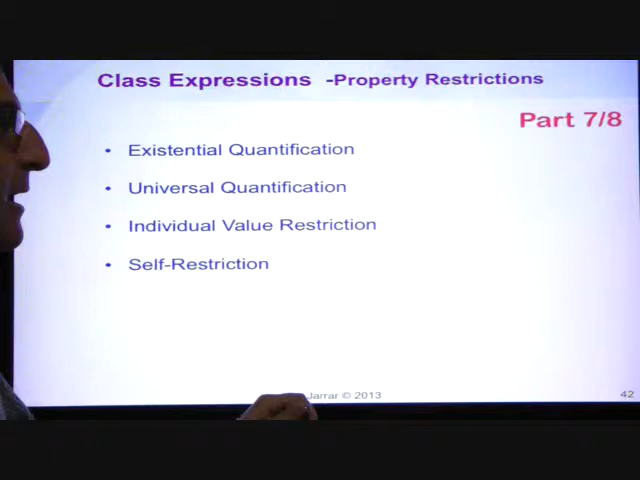 Class Expressions -Property Restrictions
Part 7/8
• Existential Quantification
• Universal Quantification
• Individual Value Restriction
• Self-Restriction
Jarrar © 2013
42